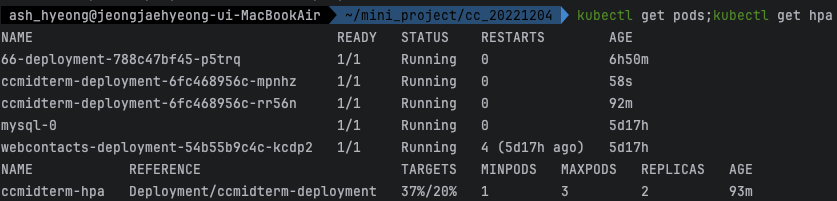 ash_hyeong@jeongjaehyeong-ui-MacBookAir ~/mini_project/cc_20221204 kubectl get pods;kubectl get hpa
NAME READY STATUS RESTARTS AGE
66-deployment-788c47bf45-p5trq 1/1 Running 0 6h50m
ccmidterm-deployment-6fc468956c-mpnhz 1/1 Running 0 58s
ccmidterm-deployment-6fc468956c-rr56n 1/1 Running 0 92m
mysql-0 1/1 Running 0 5d17h
webcontacts-deployment-54b55b9c4c-kcdp2 1/1 Running 4 (5d17h ago) 5d17h
NAME REFERENCE TARGETS MINPODS MAXPODS REPLICAS AGE
ccmidterm-hpa Deployment/ccmidterm-deployment 37%/20% 1 3 2 93m